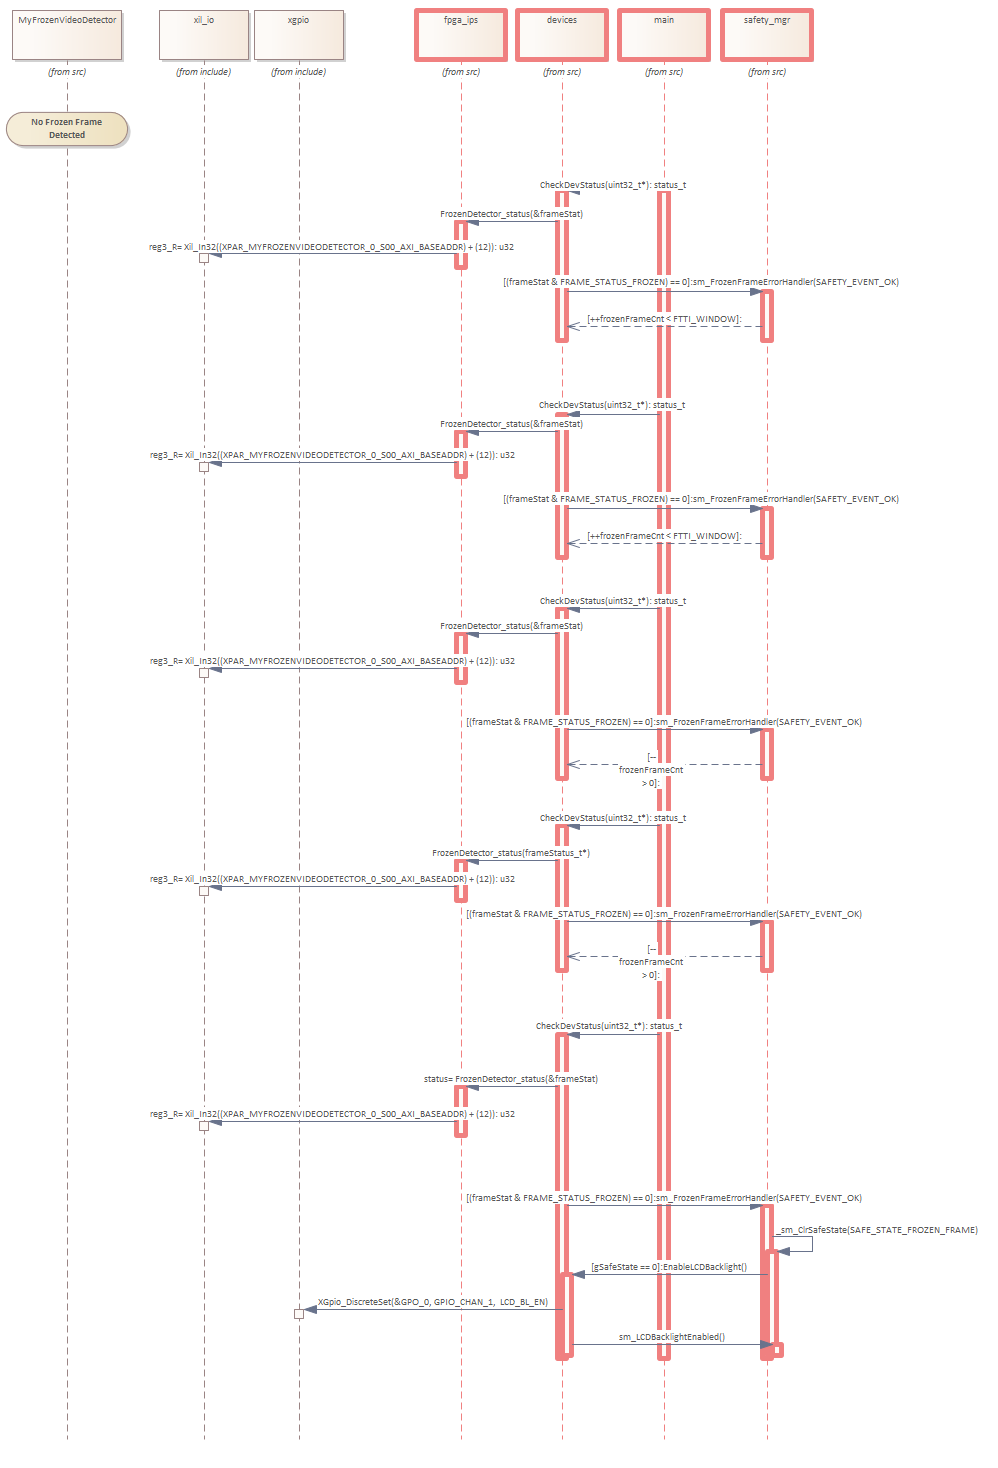 MyFrozenVideoDetector
xil_io
xgpio
fpga_ips
devices
main
safety_mgr
(from src)
(from include)
(from include)
(from src)
(from src)
(from src)
(from src)
No Frozen Frame
Detected
CheckDevStatus(uint32_t*): status_t
FrozenDetector_status(&frameStat)
reg3_R= Xil_In32((XPAR_MYFROZENVIDEODETECTOR_0_S00_AXI_BASEADDR) + (12)): u32
[(frameStat & FRAME_STATUS_FROZEN) == 0]:sm_FrozenFrameErrorHandler(SAFETY_EVENT_OK)
[++frozenFrameCnt < FTTI_WINDOW]:
CheckDevStatus(uint32_t*): status_t
FrozenDetector_status(&frameStat)
reg3_R= Xil_In32((XPAR_MYFROZENVIDEODETECTOR_0_S00_AXI_BASEADDR) + (12)): u32
[(frameStat & FRAME_STATUS_FROZEN) == 0]:sm_FrozenFrameErrorHandler(SAFETY_EVENT_OK)
[++frozenFrameCnt < FTTI_WINDOW]:
CheckDevStatus(uint32_t*): status_t
FrozenDetector_status(&frameStat)
reg3_R= Xil_In32((XPAR_MYFROZENVIDEODETECTOR_0_S00_AXI_BASEADDR) + (12)): u32
[(frameStat & FRAME_STATUS_FROZEN) == 0]:sm_FrozenFrameErrorHandler(SAFETY_EVENT_OK)
[--
frozenFrameCnt
> 0]:
CheckDevStatus(uint32_t*): status_t
FrozenDetector_status(frameStatus_t*)
reg3_R= Xil_In32((XPAR_MYFROZENVIDEODETECTOR_0_S00_AXI_BASEADDR) + (12)): u32
[(frameStat & FRAME_STATUS_FROZEN) == 0]:sm_FrozenFrameErrorHandler(SAFETY_EVENT_OK)
[--
frozenFrameCnt
> 0]:
CheckDevStatus(uint32_t*): status_t
status= FrozenDetector_status(&frameStat)
reg3_R= Xil_In32((XPAR_MYFROZENVIDEODETECTOR_0_S00_AXI_BASEADDR) + (12)): u32
[(frameStat & FRAME_STATUS_FROZEN) == 0]:sm_FrozenFrameErrorHandler(SAFETY_EVENT_OK)
_sm_ClrSafeState(SAFE_STATE_FROZEN_FRAME)
[gSafeState == 0]:EnableLCDBacklight()
XGpio_DiscreteSet(&GPO_0, GPIO_CHAN_1, LCD_BL_EN)
sm_LCDBacklightEnabled()